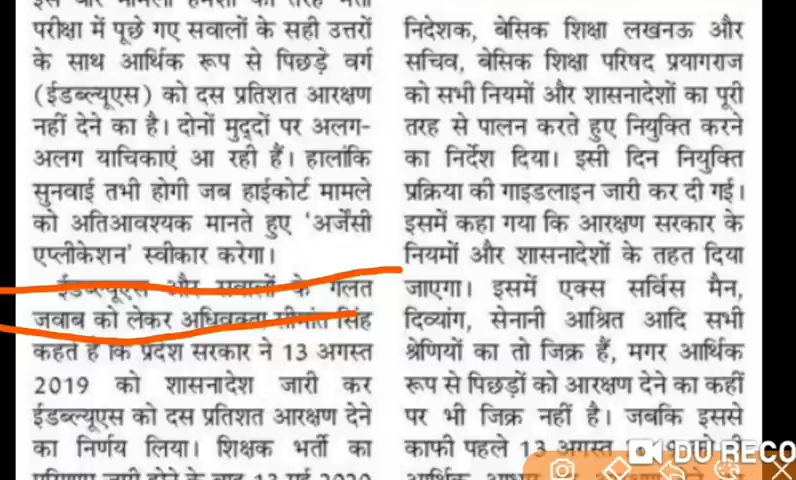 परीक्षा में पूछे गए सवालों के सही उत्तरों
के साथ आर्थिक रूप से पिछड़े वर्ग
(ईडब्ल्यूएस) को दस प्रतिशत आरक्षण
नहीं देने का है। दोनों मुद्दों पर अलग-
अलग याचिकाएं आ रही हैं। हालांकि
सुनवाई तभी होगी जब हाईकोर्ट मामले
को अतिआवश्यक मानते हुए 'अर्जेंसी
एप्लीकेशन' स्वीकार करेगा।
ईडब्ल्यूएस और सवालों के गलत
जवाब को लेकर अधिवक्ता सीमांत सिंह
कहते हैं कि प्रदेश सरकार ने 13 अगस्त
2019 को शासनादेश जारी कर
ईडब्ल्यूएस को दस प्रतिशत आरक्षण देने
का निर्णय लिया। शिक्षक भर्ती का
निदेशक, बेसिक शिक्षा लखनऊ और
सचिव, बेसिक शिक्षा परिषद प्रयागराज
को सभी नियमों और शासनादेशों का पूरी
तरह से पालन करते हुए नियुक्ति करने
का निर्देश दिया। इसी दिन नियुक्ति
प्रक्रिया की गाइडलाइन जारी कर दी गई।
इसमें कहा गया कि आरक्षण सरकार के
नियमों और शासनादेशों के तहत दिया
जाएगा। इसमें एक्स सर्विस मैन,
दिव्यांग, सेनानी आश्रित आदि सभी
श्रेणियों का तो जिक्र हैं, मगर आर्थिक
रूप से पिछड़ों को आरक्षण देने का कहीं
पर भी जिक्र नहीं है। जबकि इससे
काफी पहले 13 अगस्त
DU RECO